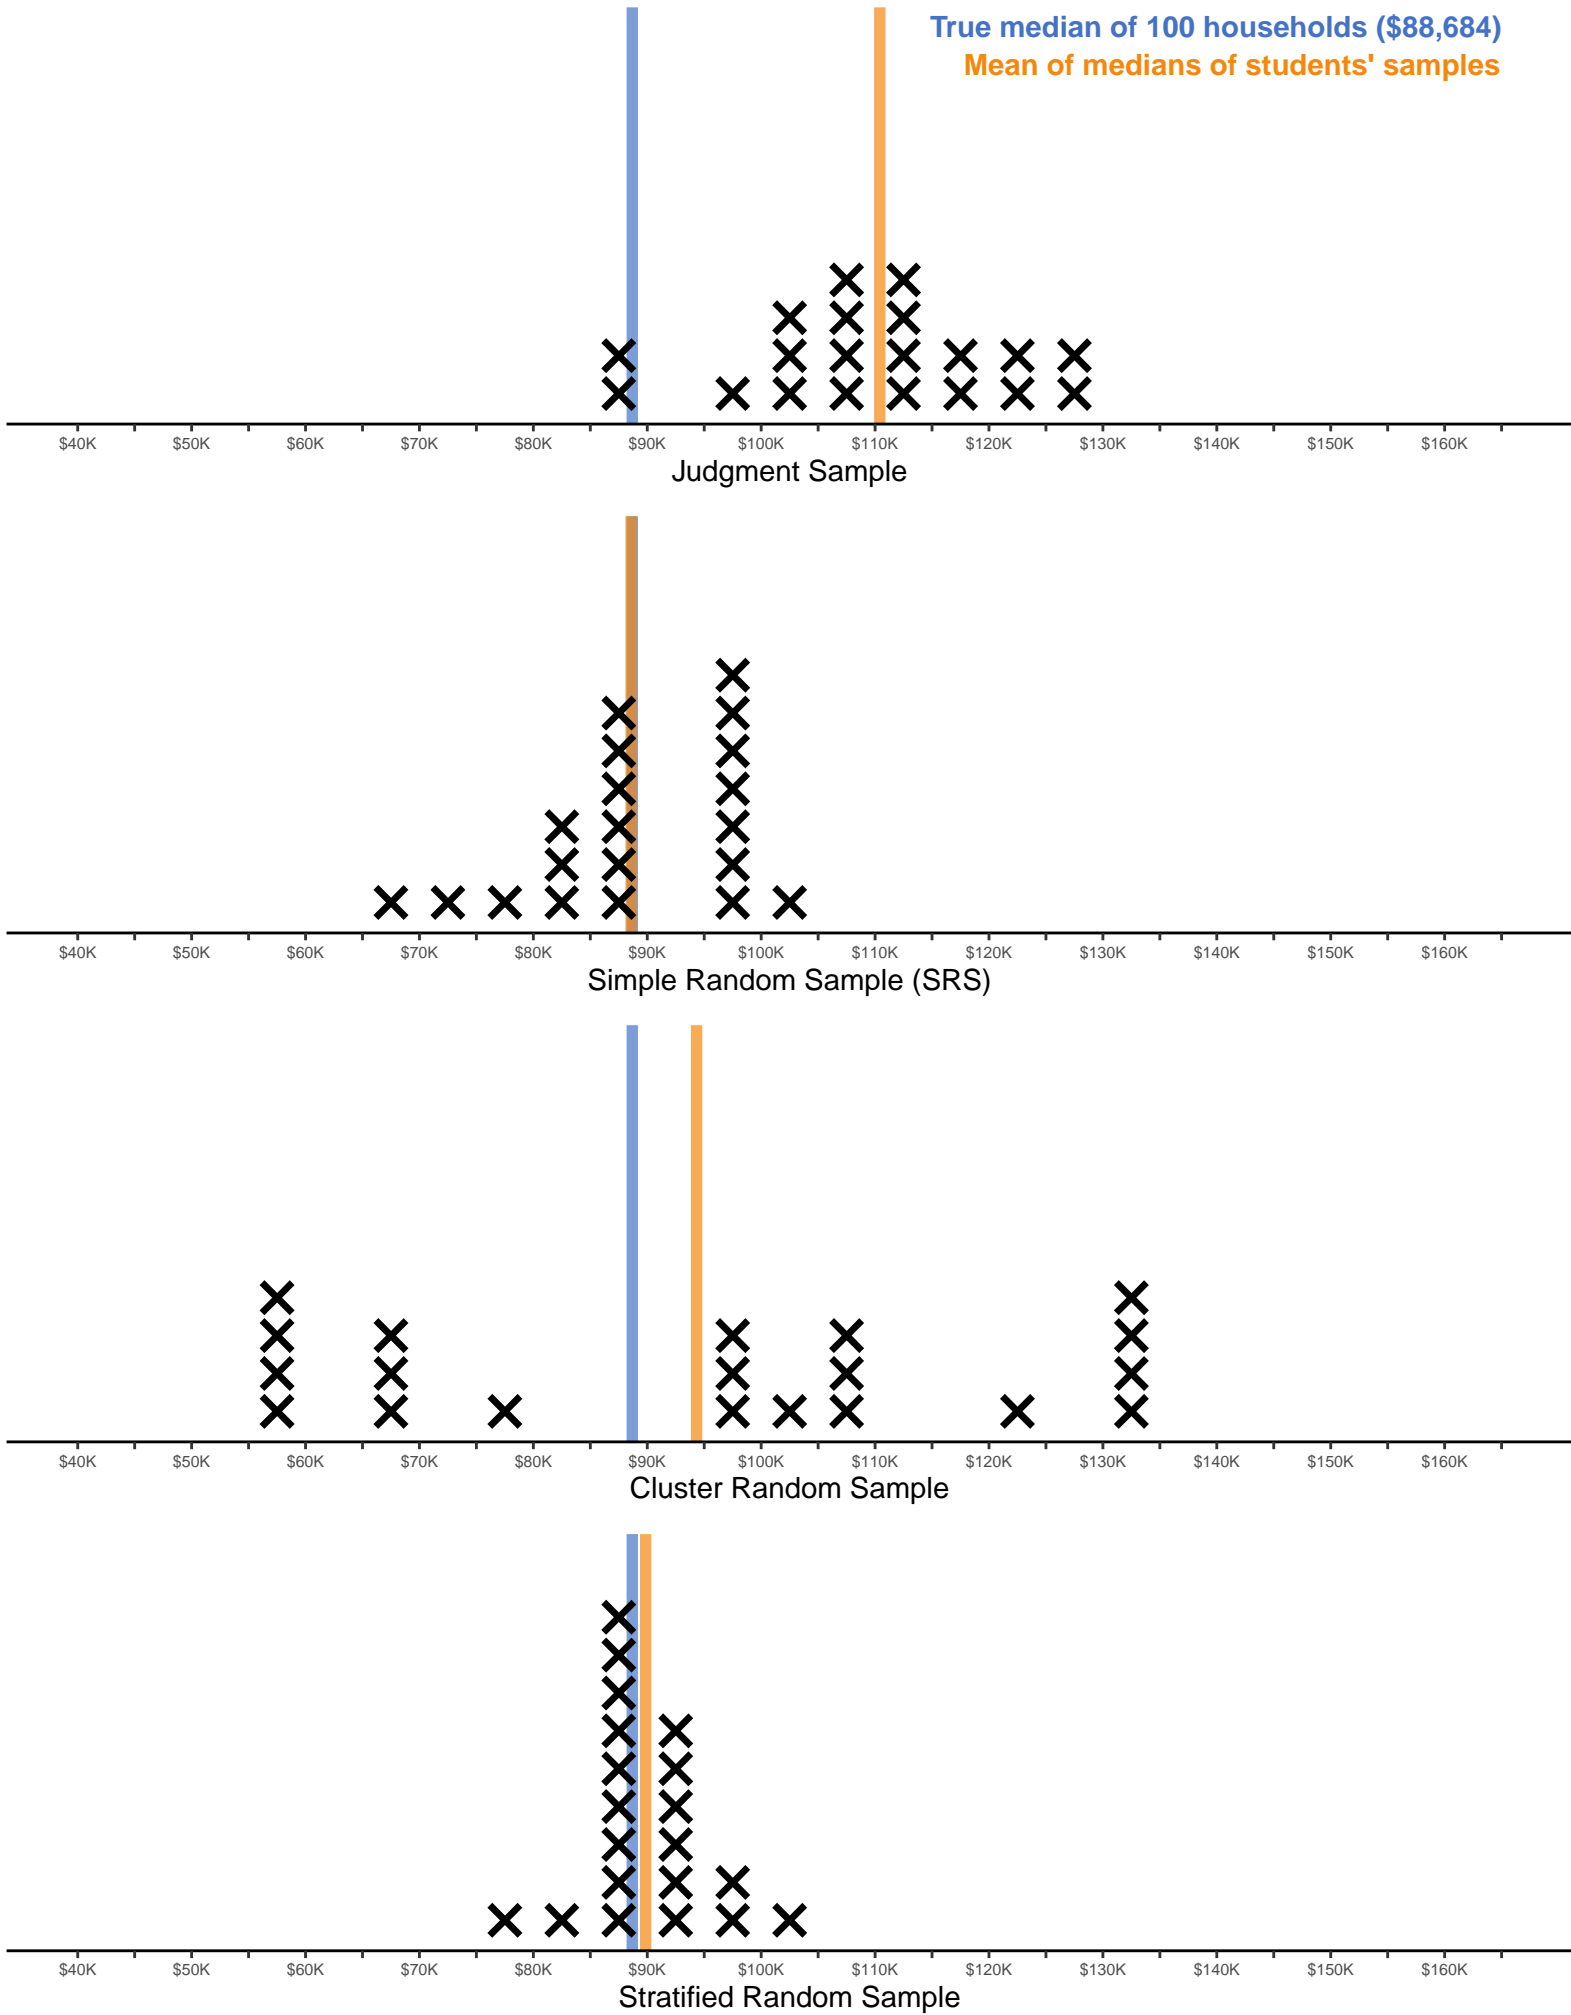 True median of 100 households ($88,684)
Mean of medians of students' samples
$40K $50K $60K $70K $80K $90K $100K $110K $120K $130K $140K $150K $160K
Judgment Sample
$40K $50K $60K $70K $80K $90K $100K $110K $120K $130K $140K $150K $160K
Simple Random Sample (SRS)
$40K $50K $60K $70K $80K $90K $100K $110K $120K $130K $140K $150K $160K
Cluster Random Sample
$40K $50K $60K $70K $80K $90K $100K $110K $120K $130K $140K $150K $160K
Stratified Random Sample